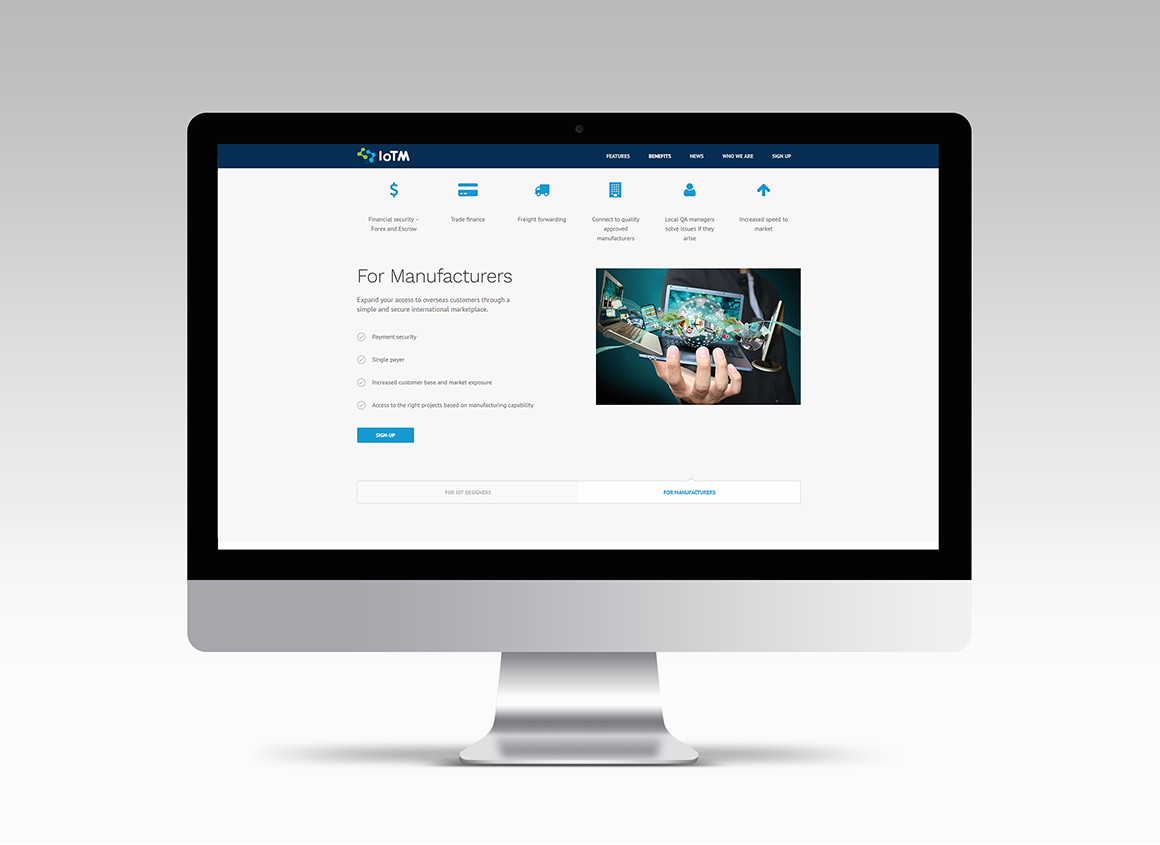 IoTM
FEATURES
BENEFITS
NEWS
WHO WE ARE
SIGN UP
Financial security –
Forex and Escrow
Trade finance
Freight forwarding
Connect to quality
approved
manufacturers
Local QA managers
solve issues if they
arise
Increased speed to
market
For Manufacturers
Expand your access to overseas customers through a
simple and secure international marketplace.
Payment security
Single payer
Increased customer base and market exposure
Access to the right projects based on manufacturing capability
SIGN-UP
FOR IOT DESIGNERS
FOR MANUFACTURERS